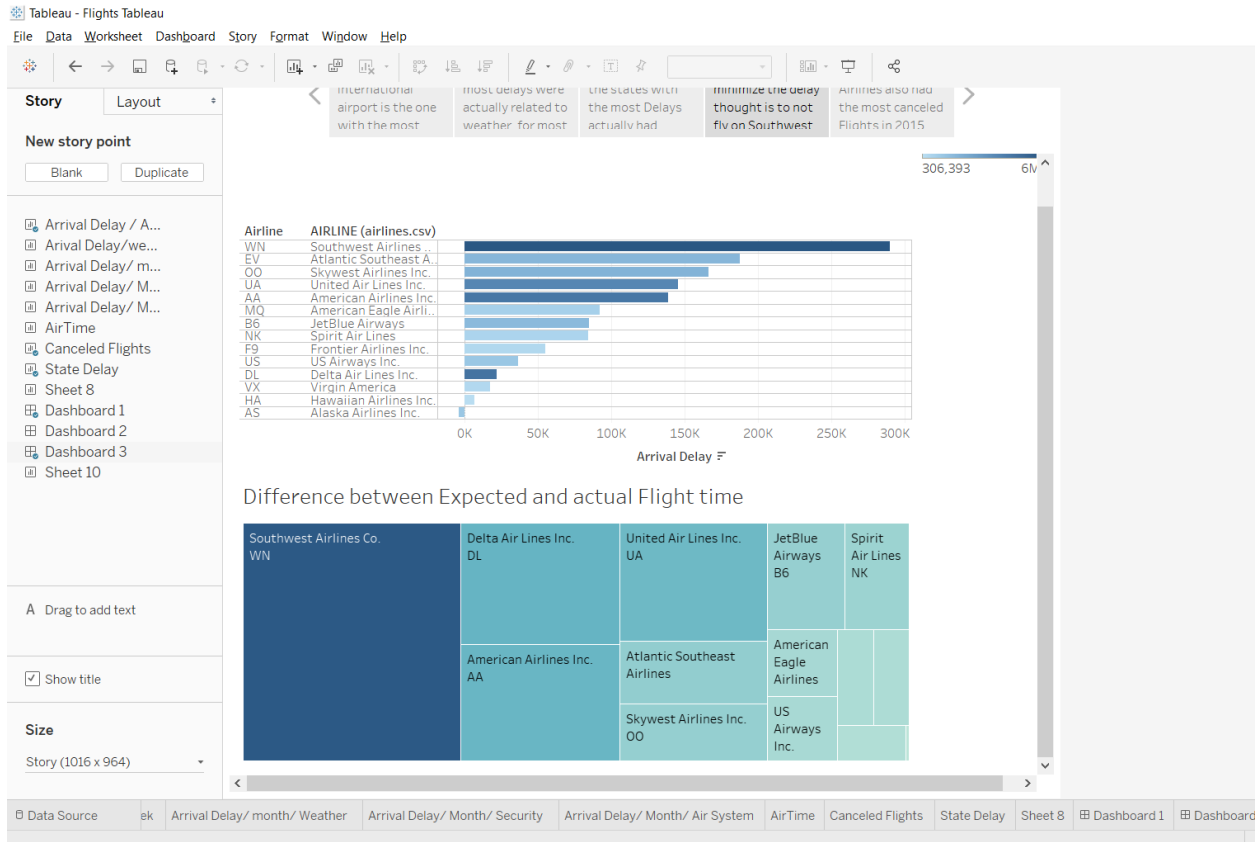 Tableau - Flights Tableau
File Data Worksheet Dashboard Story Format Window Help
Story
Layout
New story point
Blank
Duplicate
Arrival Delay / A...
Arival Delay/we...
Arrival Delay/ m...
Arrival Delay/ M...
Arrival Delay/ M...
AirTime
Canceled Flights
State Delay
Sheet 8
Dashboard 1
Dashboard 2
Dashboard 3
Sheet 10
A Drag to add text
Show title
Size
Story (1016 x 964)
international
airport is the one
with the most
most delays were
actually related to
weather for most
the states with
the most Delays
actually had
minimize the delay
thought is to not
fly on Southwest
Airlines also had
the most canceled
Flights in 2015
306,393 6M
Airline AIRLINE (airlines.csv)
WN Southwest Airlines ..
EV Atlantic Southeast A..
OO Skywest Airlines Inc.
UA United Air Lines Inc.
AA American Airlines Inc.
MQ American Eagle Airli..
B6 JetBlue Airways
NK Spirit Air Lines
F9 Frontier Airlines Inc.
US US Airways Inc.
DL Delta Air Lines Inc.
VX Virgin America
HA Hawaiian Airlines Inc.
AS Alaska Airlines Inc.
0K 50K 100K 150K 200K 250K 300K
Arrival Delay
Difference between Expected and actual Flight time
Southwest Airlines Co.
WN
Delta Air Lines Inc.
DL
American Airlines Inc.
AA
United Air Lines Inc.
UA
Atlantic Southeast
Airlines
Skywest Airlines Inc.
OO
JetBlue
Airways
B6
Spirit
Air Lines
NK
American
Eagle
Airlines
US
Airways
Inc.
Data Source ek Arrival Delay/ month/ Weather Arrival Delay/ Month/ Security Arrival Delay/ Month/ Air System AirTime Canceled Flights State Delay Sheet 8 Dashboard 1 Dashboard